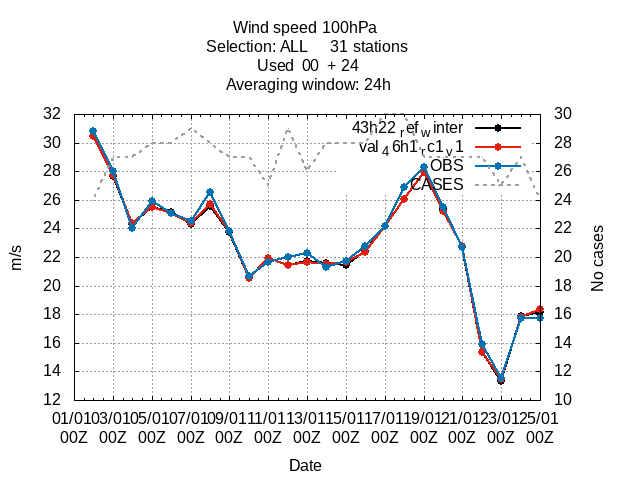 Wind speed 100hPa
Selection: ALL     31 stations
Used  00  + 24
Averaging window: 24h
32
30
28
26
24
22
20
18
16
14
12
30
28
26
24
22
20
18
16
14
12
10
43h22_ref_winter
val_46h1_rc1_v1
OBS
CASES
m/s
No cases
01/01 03/01 05/01 07/01 09/01 11/01 13/01 15/01 17/01 19/01 21/01 23/01 25/01
00Z 00Z 00Z 00Z 00Z 00Z 00Z 00Z 00Z 00Z 00Z 00Z 00Z
Date